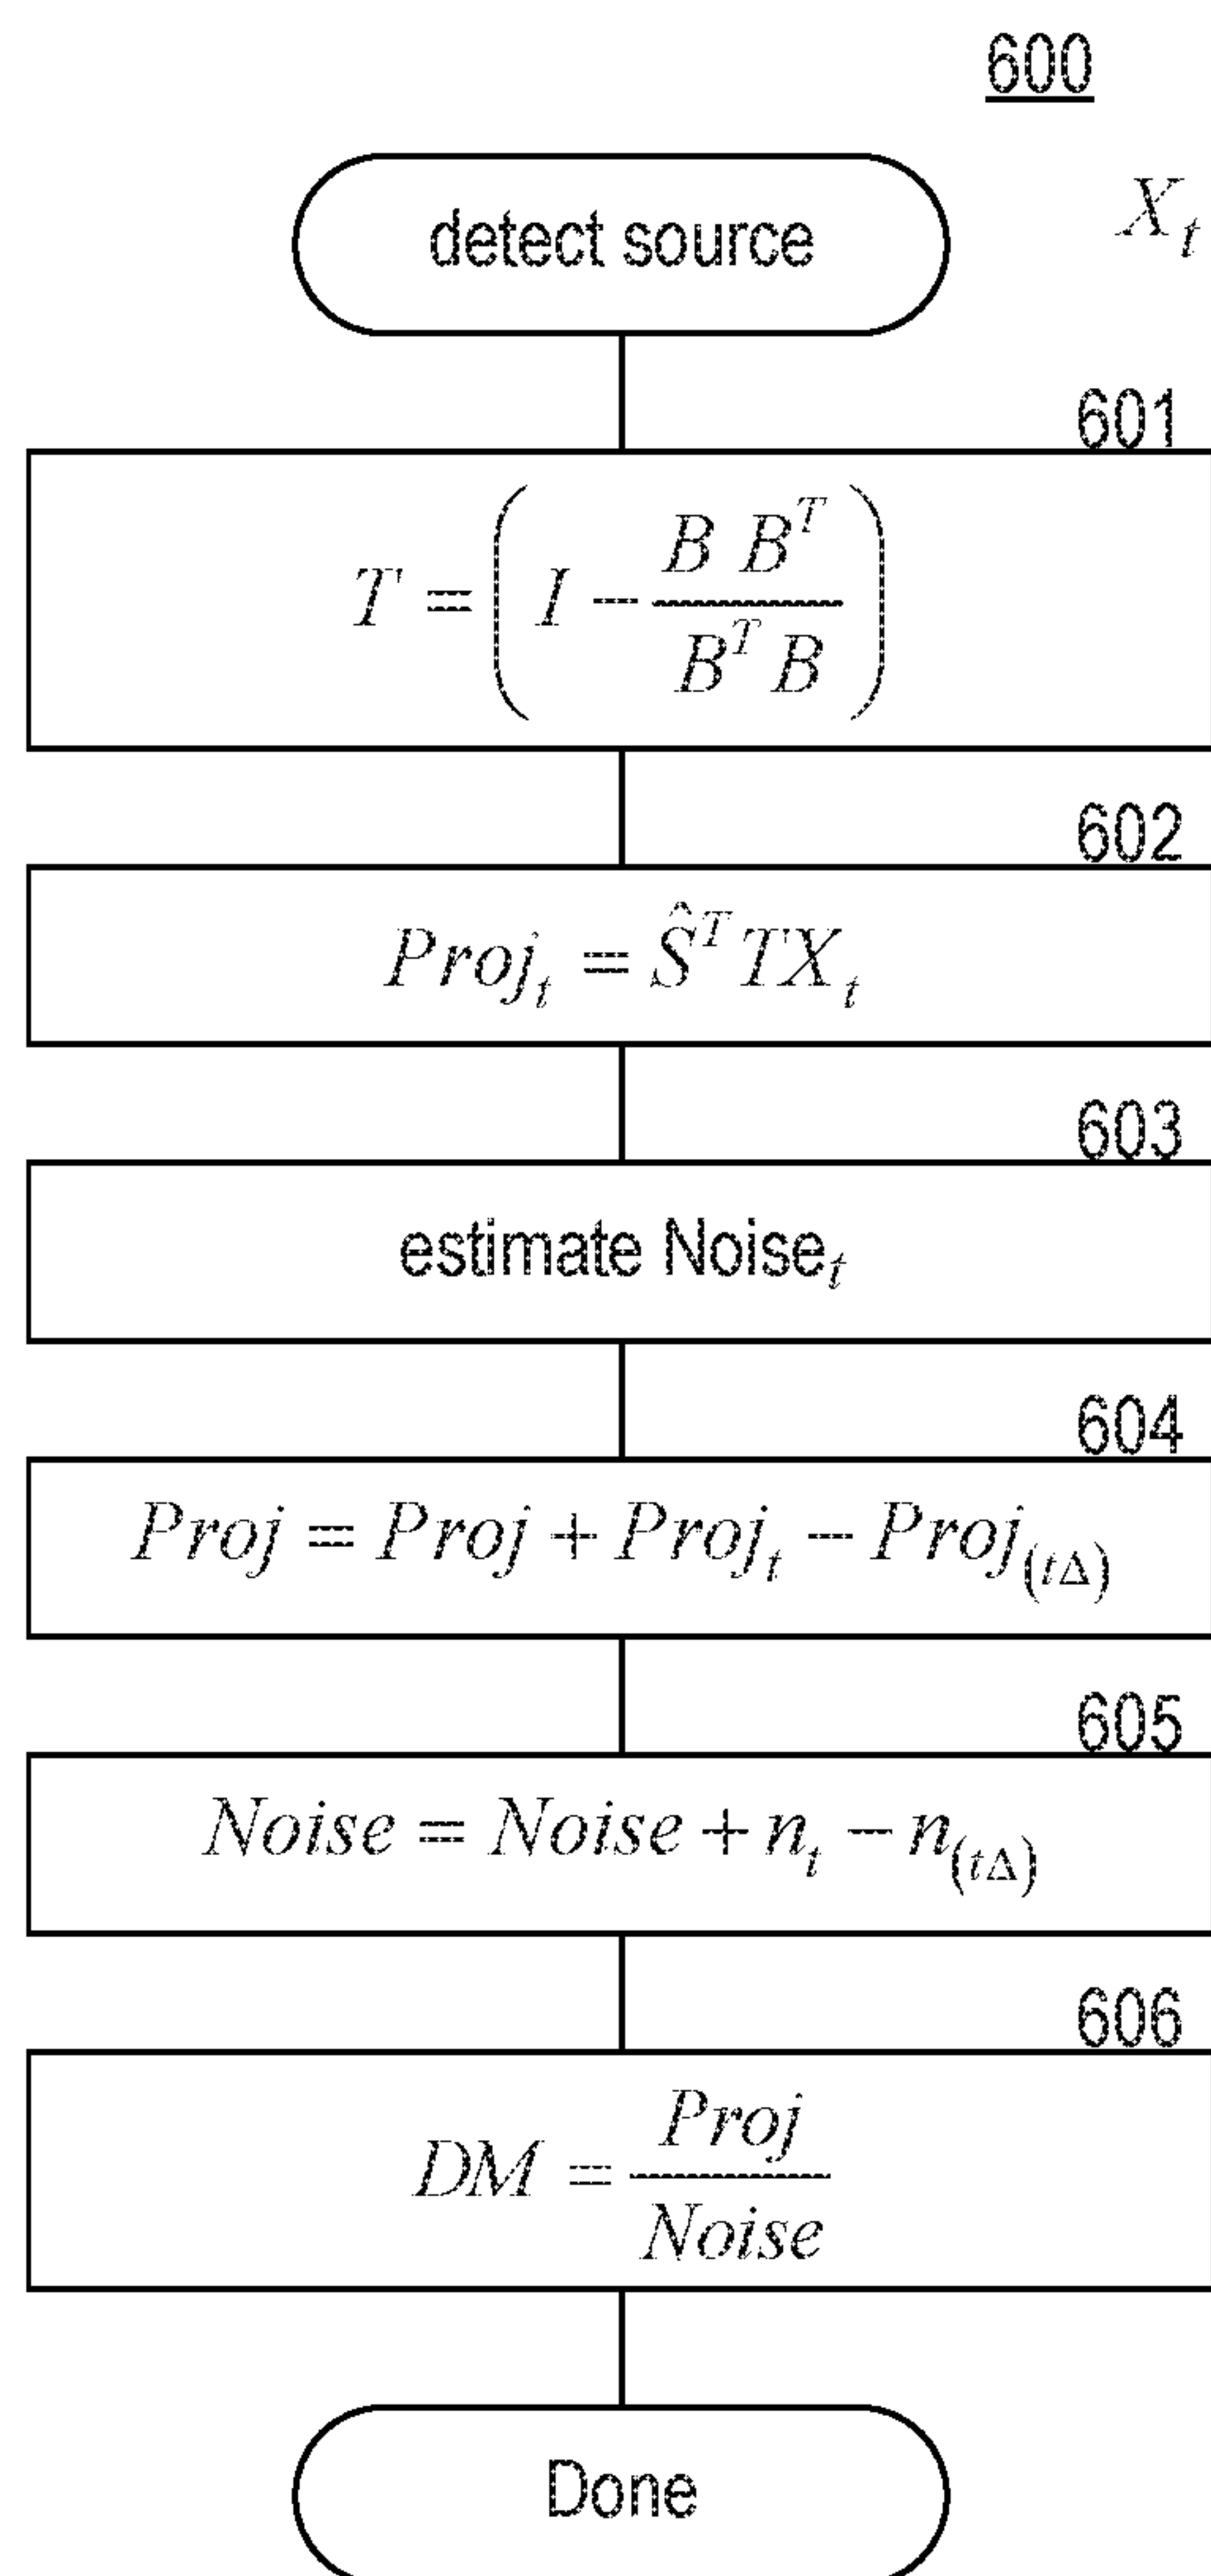 600
detect source
X_t
601
T = ( I - B B^T / B^T B )
602
Proj_t = Ŝ^T T X_t
603
estimate Noise_t
604
Proj = Proj + Proj_t - Proj_(tΔ)
605
Noise = Noise + n_t - n_(tΔ)
606
DM = Proj / Noise
Done